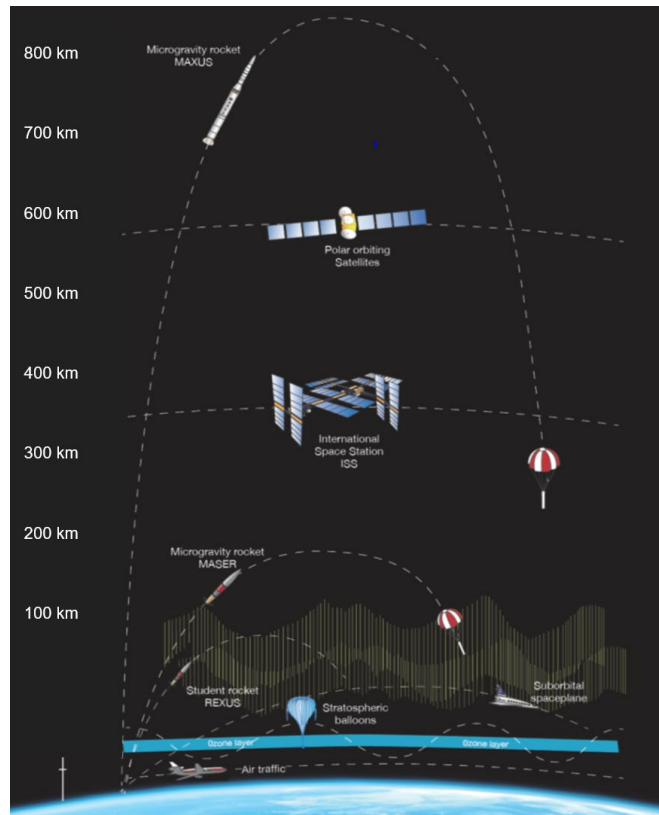 800 km
Microgravity rocket
MAXUS
700 km
600 km
Polar orbiting
Satellites
500 km
400 km
International
Space Station
ISS
300 km
200 km
Microgravity rocket
MASER
100 km
Student rocket
REXUS
Suborbital
spaceplane
Stratospheric
balloons
Ozone layer
Ozone layer
Air traffic